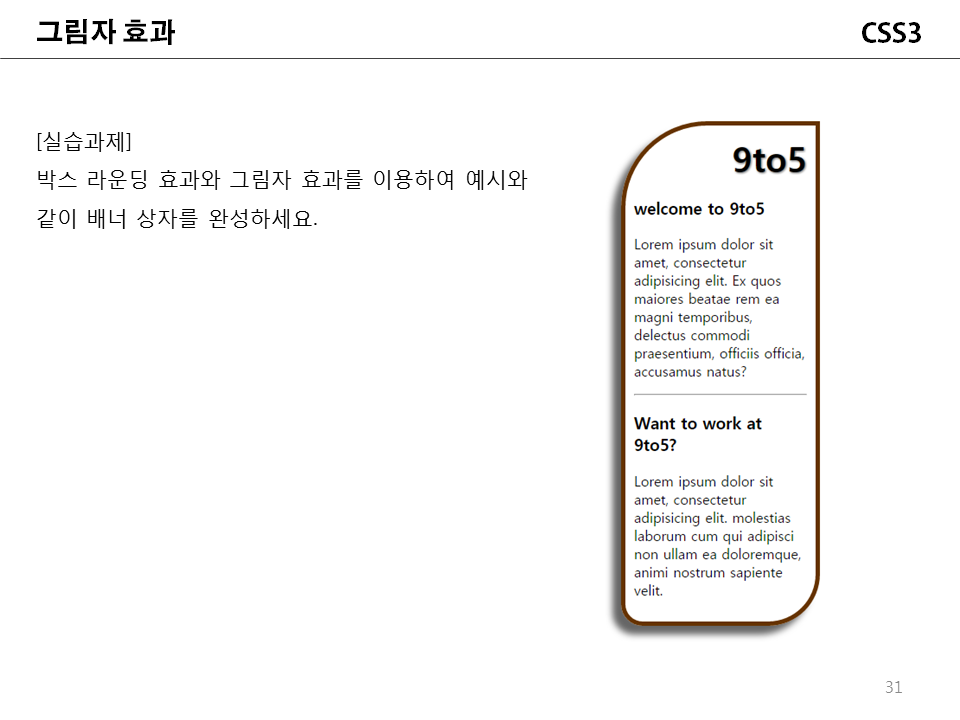 그림자 효과
CSS3
[실습과제]
박스 라운딩 효과와 그림자 효과를 이용하여 예시와
같이 배너 상자를 완성하세요.
9to5
welcome to 9to5
Lorem ipsum dolor sit
amet, consectetur
adipisicing elit. Ex quos
maiores beatae rem ea
magni temporibus,
delectus commodi
praesentium, officiis officia,
accusamus natus?
Want to work at
9to5?
Lorem ipsum dolor sit
amet, consectetur
adipisicing elit. molestias
laborum cum qui adipisci
non ullam ea doloremque,
animi nostrum sapiente
velit.
31